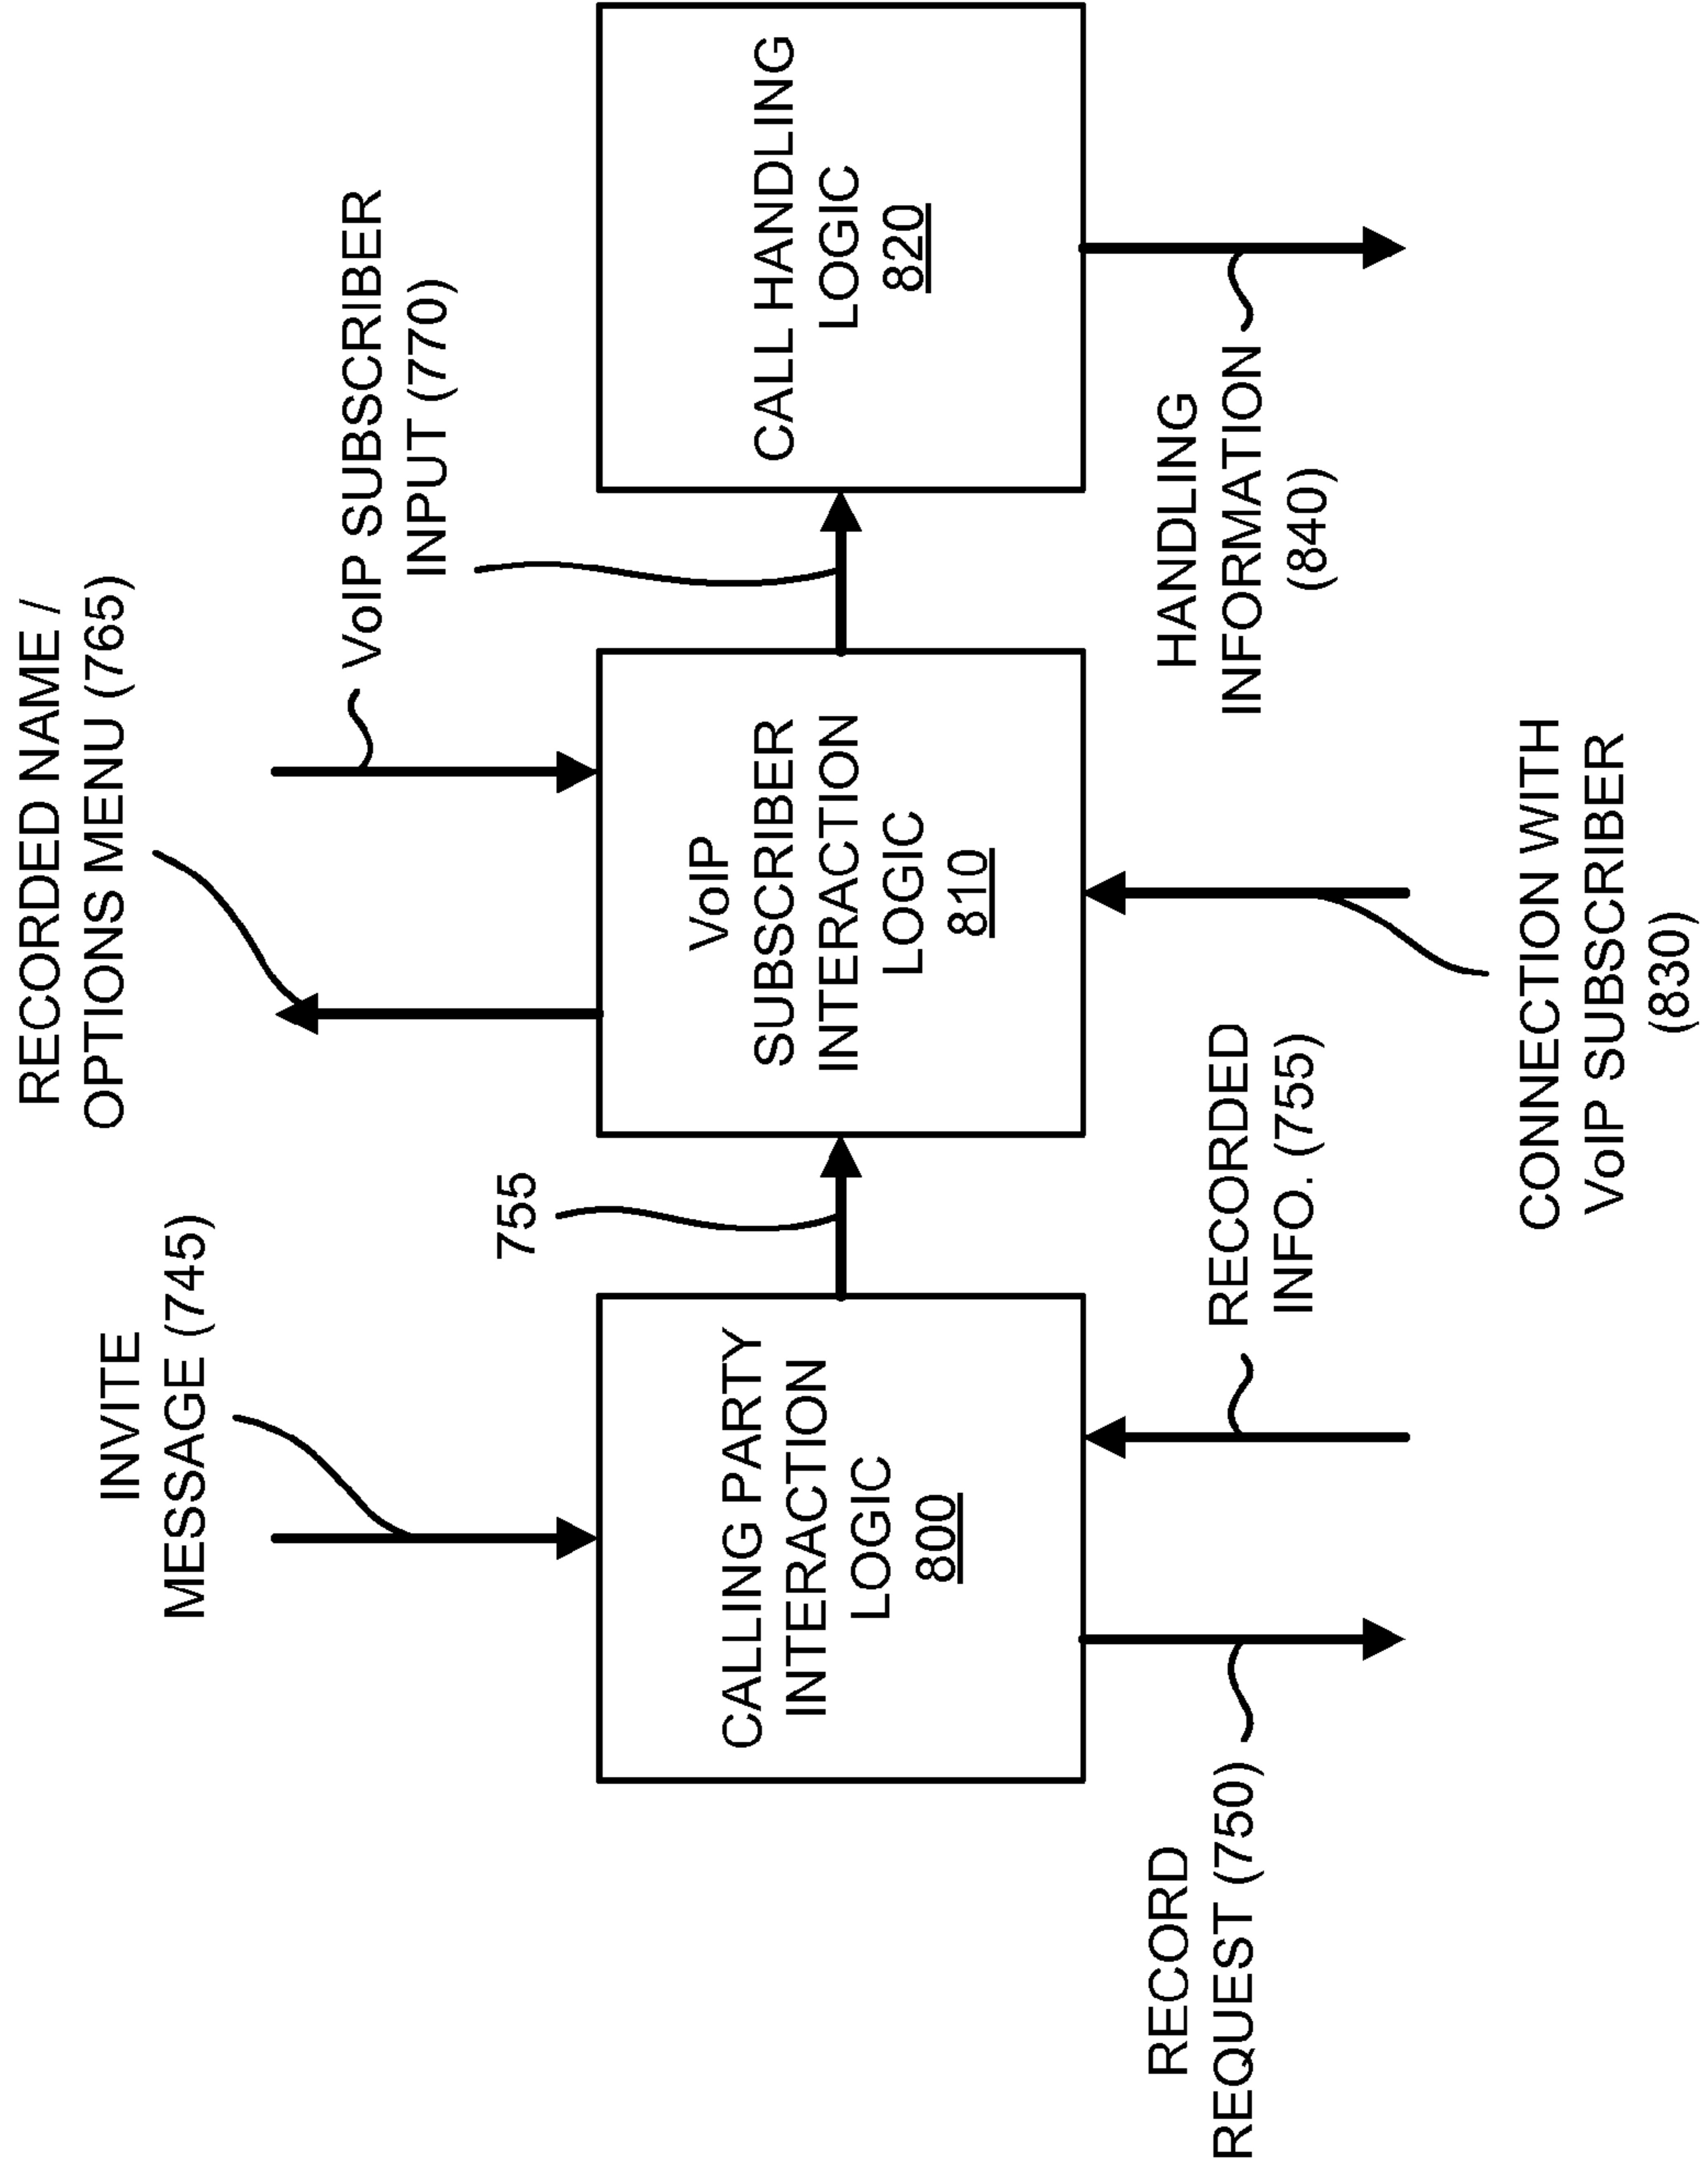 RECORDED NAME /
OPTIONS MENU (765)
INVITE
MESSAGE (745)
VoIP SUBSCRIBER
INPUT (770)
755
CALLING PARTY
INTERACTION
LOGIC
800
VoIP
SUBSCRIBER
INTERACTION
LOGIC
810
CALL HANDLING
LOGIC
820
RECORD
REQUEST (750)
RECORDED
INFO. (755)
HANDLING
INFORMATION
(840)
CONNECTION WITH
VoIP SUBSCRIBER
(830)